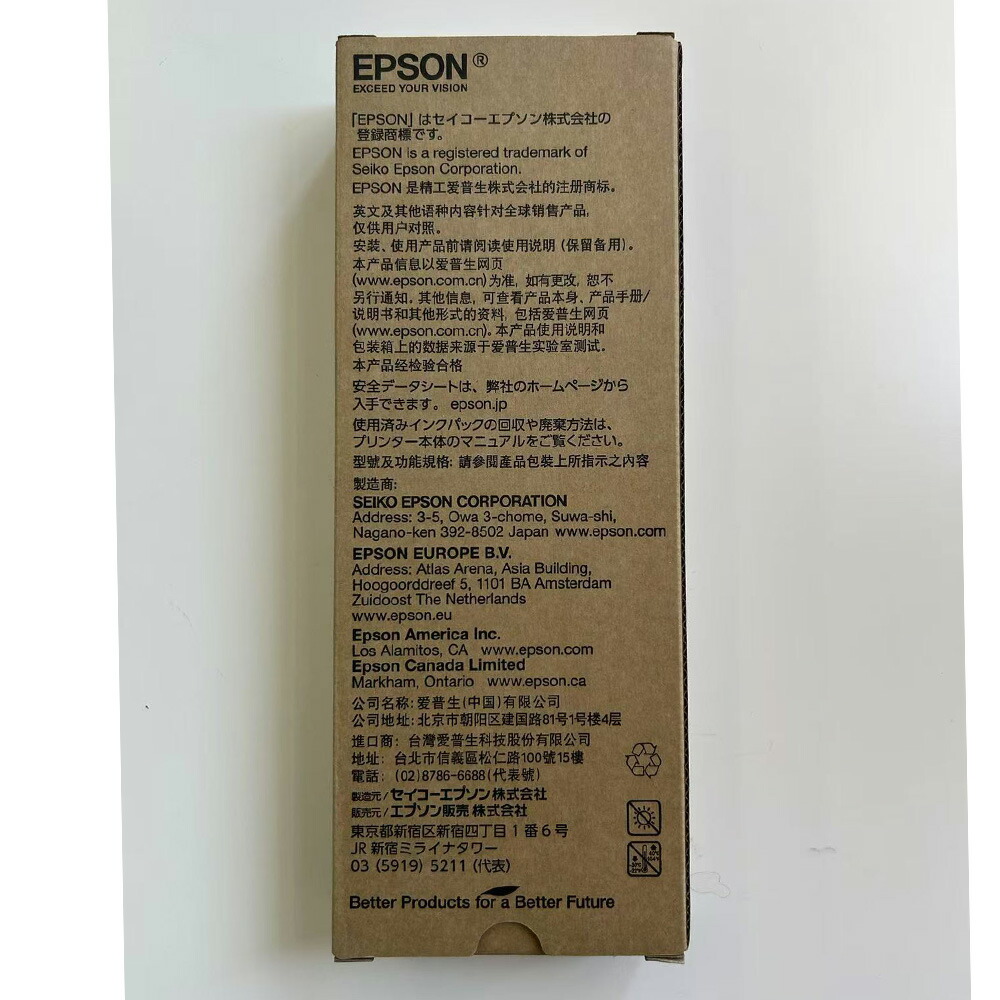 EPSON®
EXCEED YOUR VISION
「EPSON」はセイコーエプソン株式会社の
登録商標です。
EPSON is a registered trademark of
Seiko Epson Corporation.
EPSON 是精工爱普生株式会社的注册商标。
英文及其他语种内容针对全球销售产品,
仅供用户对照。
安装、使用产品前请阅读使用说明 (保留备用)。
本产品信息以爱普生网页
(www.epson.com.cn)为准, 如有更改, 恕不
另行通知。其他信息, 可查看产品本身、产品手册/
说明书和其他形式的资料, 包括爱普生网页
(www.epson.com.cn)。本产品使用说明和
包装箱上的数据来源于爱普生实验室测试。
本产品经检验合格
安全データシートは、弊社のホームページから
入手できます。 epson.jp
使用済みインクパックの回収や廃棄方法は、
プリンター本体のマニュアルをご覧ください。
型號及功能規格: 請參閱產品包裝上所指示之內容
製造商:
SEIKO EPSON CORPORATION
Address: 3-5, Owa 3-chome, Suwa-shi,
Nagano-ken 392-8502 Japan www.epson.com
EPSON EUROPE B.V.
Address: Atlas Arena, Asia Building,
Hoogoorddreef 5, 1101 BA Amsterdam
Zuidoost The Netherlands
www.epson.eu
Epson America Inc.
Los Alamitos, CA www.epson.com
Epson Canada Limited
Markham, Ontario www.epson.ca
公司名称: 爱普生(中国)有限公司
公司地址: 北京市朝阳区建国路81号1号楼4层
進口商: 台灣愛普生科技股份有限公司
地址: 台北市信義區松仁路100號15樓
電話: (02)8786-6688(代表號)
製造元/セイコーエプソン株式会社
販売元/エプソン販売 株式会社
東京都新宿区新宿四丁目1番6号
JR 新宿ミライナタワー
03 (5919) 5211 (代表)
Better Products for a Better Future